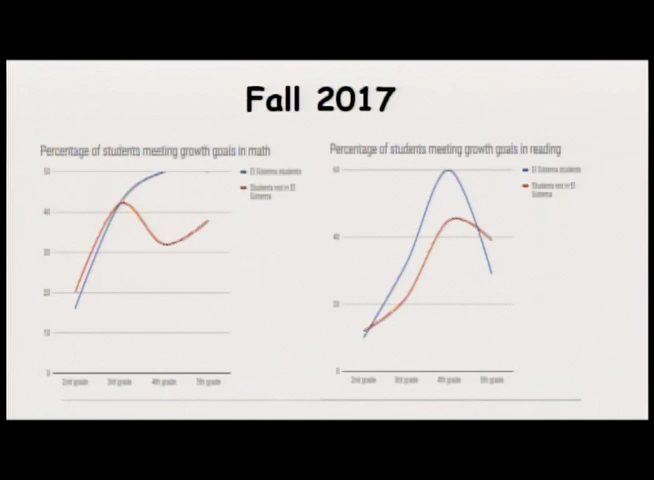 Fall 2017
Percentage of students meeting growth goals in math
50
40
30
20
10
0
2nd grade
3rd grade
4th grade
5th grade
El Sistema students
Students not in El
Sistema
Percentage of students meeting growth goals in reading
60
40
20
0
2nd grade
3rd grade
4th grade
5th grade
El Sistema students
Students not in El
Sistema